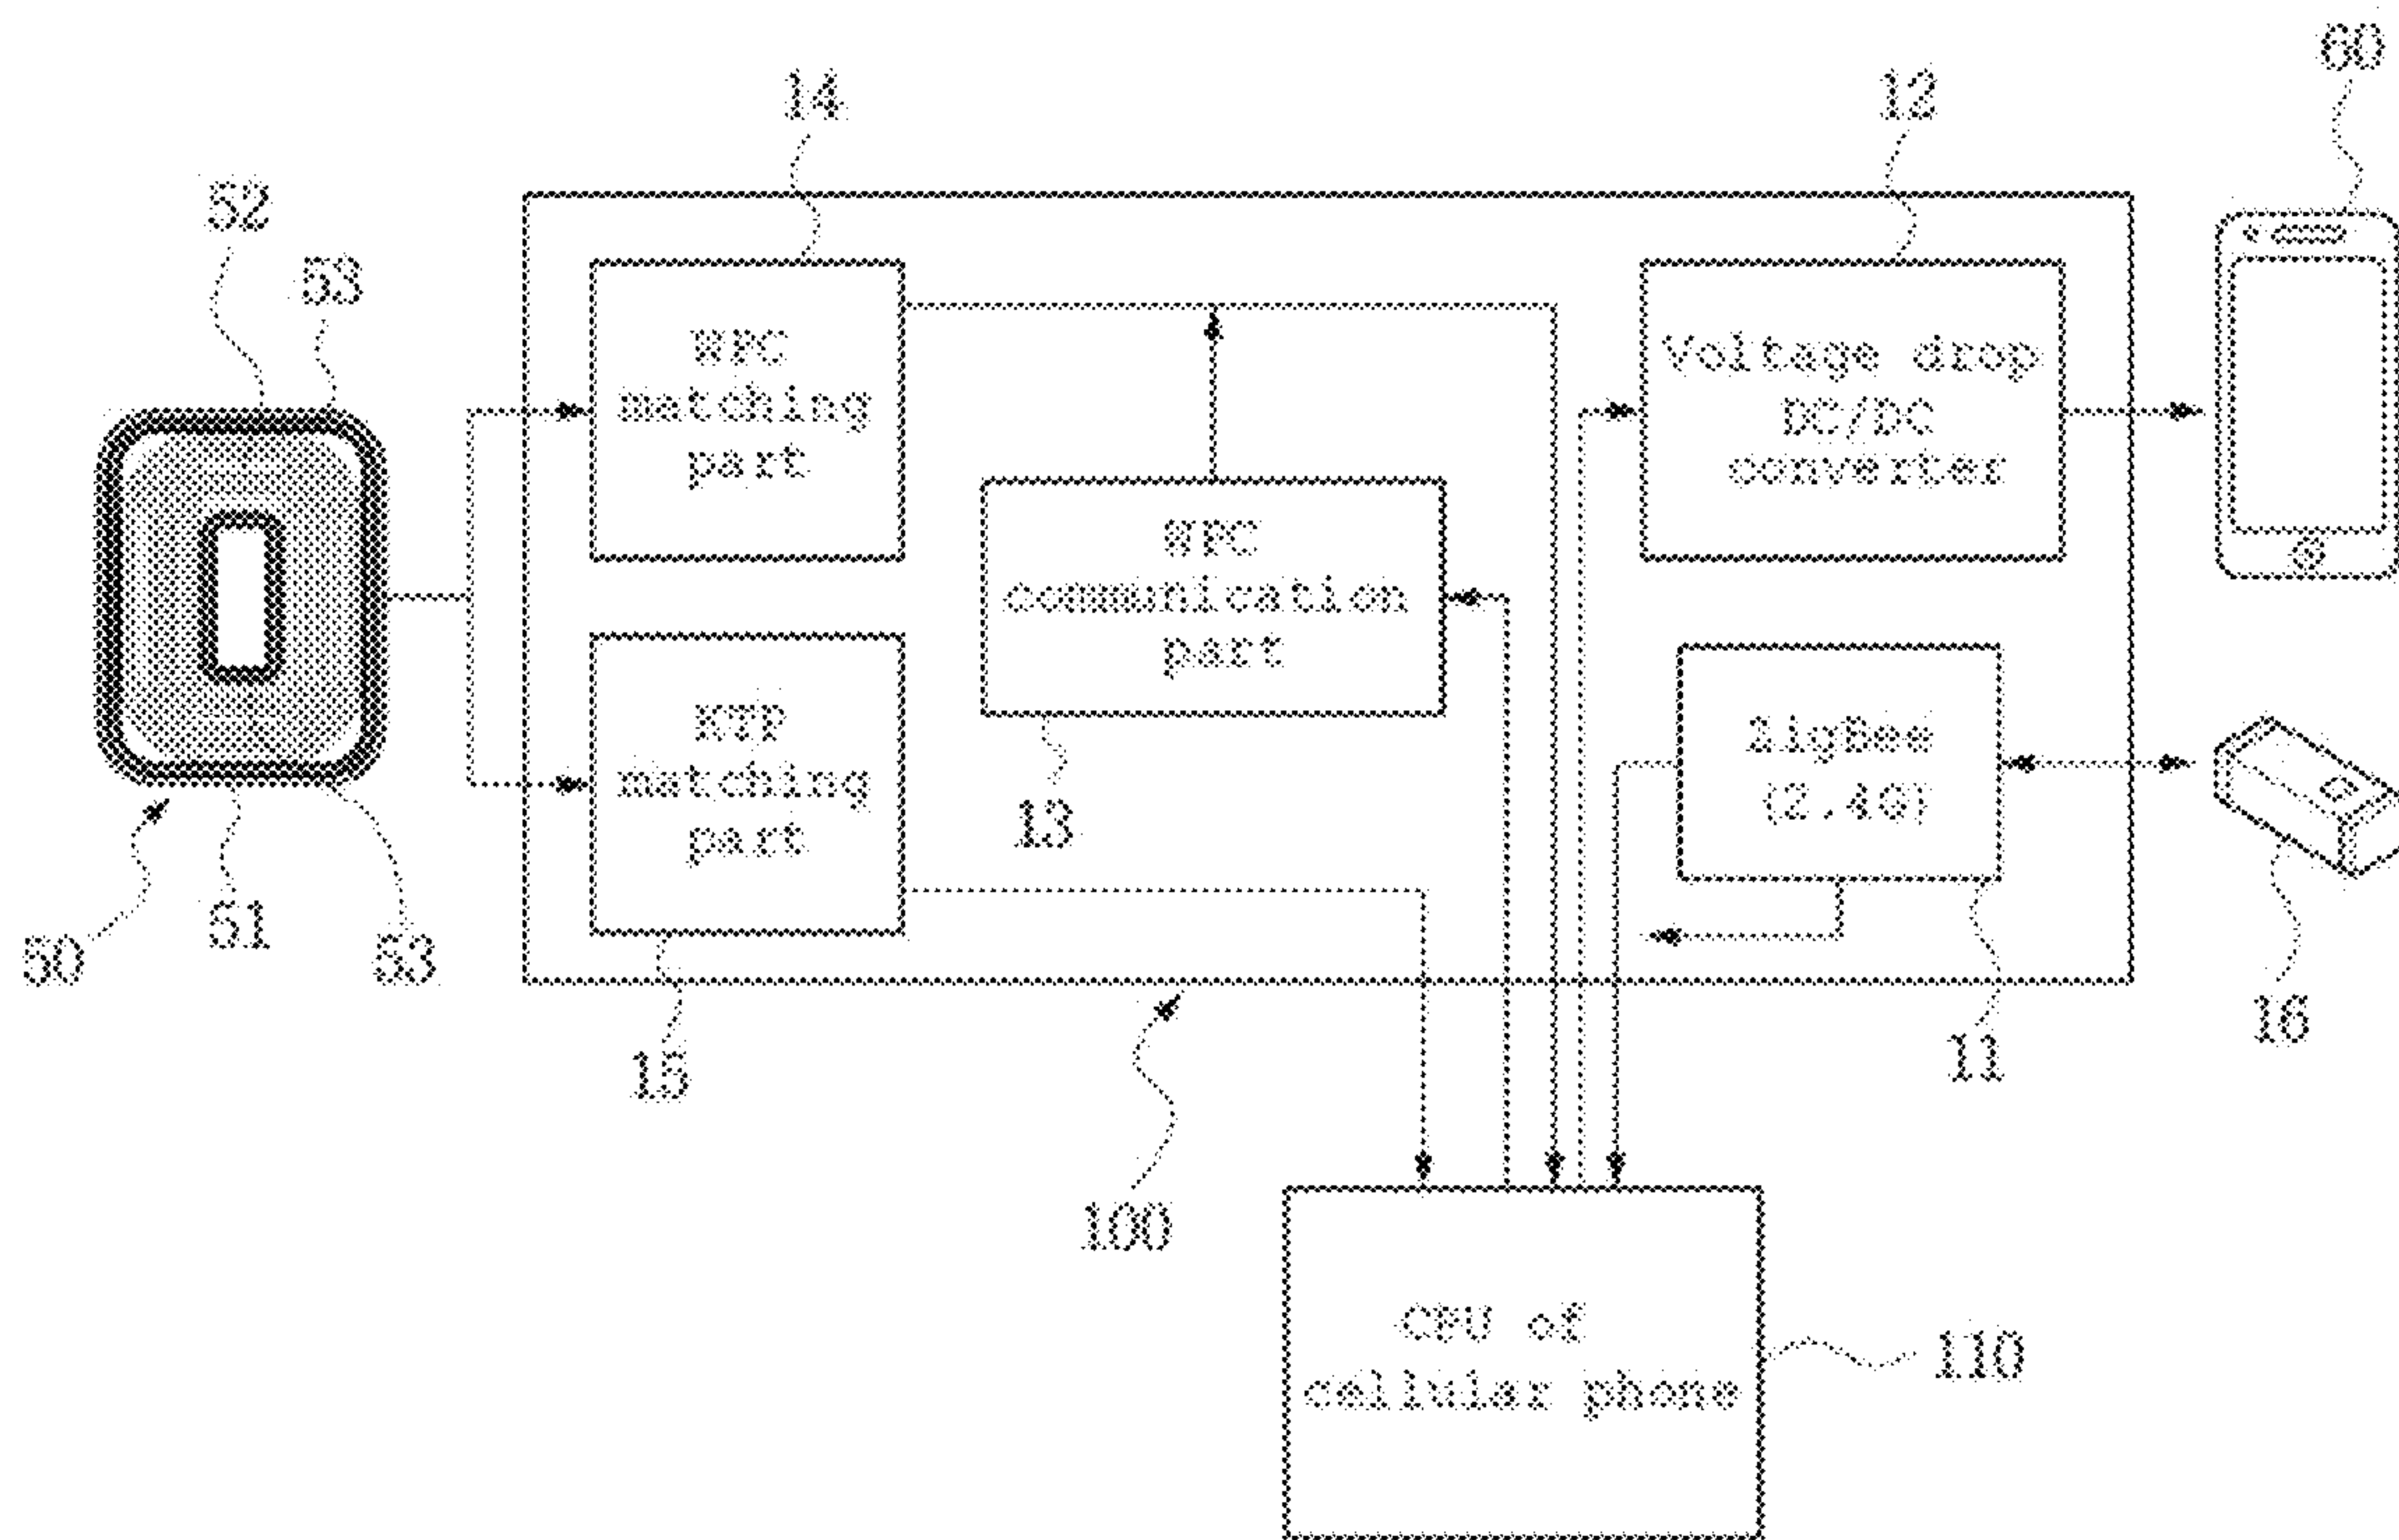 60
14
12
52
53
WPC
matching
part
Voltage drop
DC/DC
converter
WPC
communication
part
MTP
matching
part
ZigBee
(2.4G)
13
50
51
53
15
100
11
16
CPU of
cellular phone
110